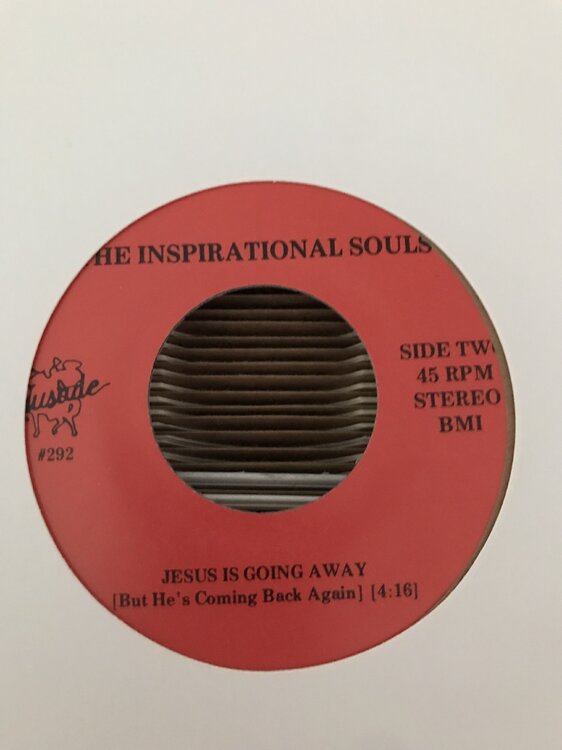 HE INSPIRATIONAL SOULS
SIDE TW
45 RPM
STEREO
BMI
#292
JESUS IS GOING AWAY
[But He's Coming Back Again] [4:16]